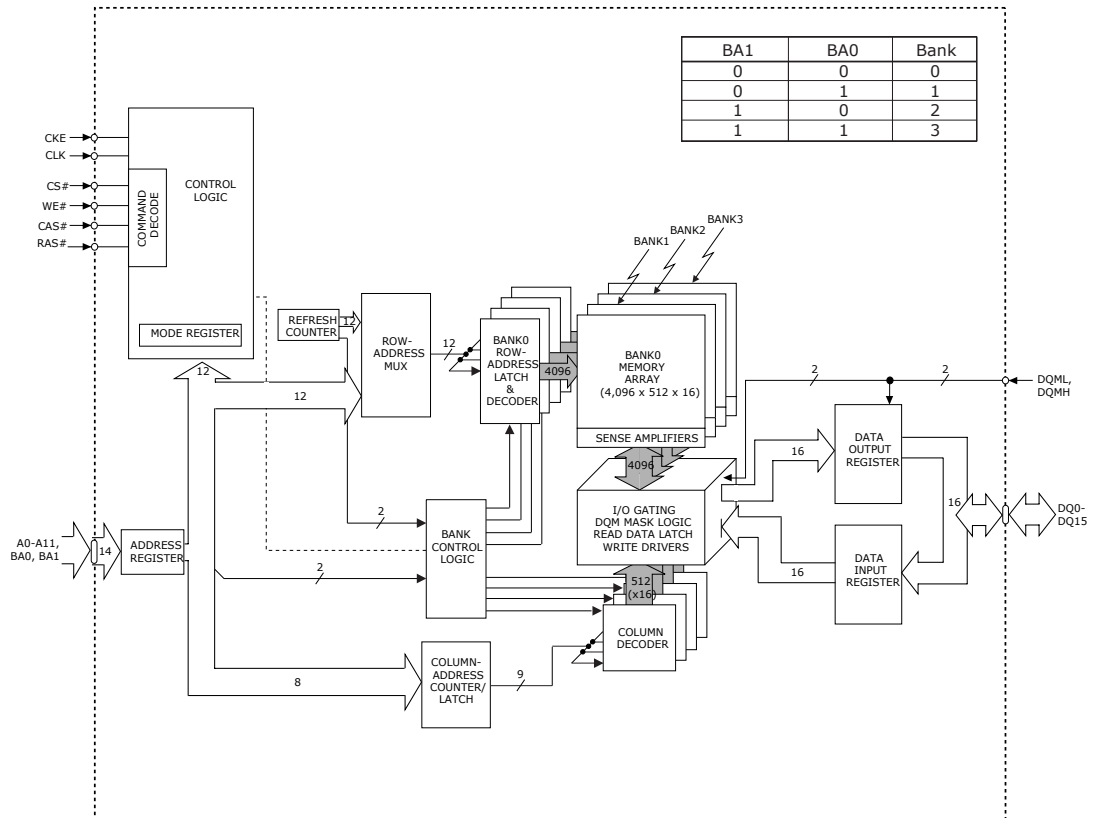 BA1 BA0 Bank
0 0 0
0 1 1
1 0 2
1 1 3
CKE
CLK
CS#
WE#
CAS#
RAS#
COMMAND
DECODE
CONTROL
LOGIC
MODE REGISTER
12
BANK1
BANK2
BANK3
REFRESH
COUNTER
12
ROW-
ADDRESS
MUX
12
12
BANK0
ROW-
ADDRESS
LATCH
&
DECODER
4096
BANK0
MEMORY
ARRAY
(4,096 x 512 x 16)
SENSE AMPLIFIERS
4096
2
2
DQML,
DQMH
16
DATA
OUTPUT
REGISTER
I/O GATING
DQM MASK LOGIC
READ DATA LATCH
WRITE DRIVERS
16
DQ0-
DQ15
DATA
INPUT
REGISTER
16
A0-A11,
BA0, BA1
14
ADDRESS
REGISTER
2
2
BANK
CONTROL
LOGIC
512
(x16)
COLUMN
DECODER
8
COLUMN-
ADDRESS
COUNTER/
LATCH
9